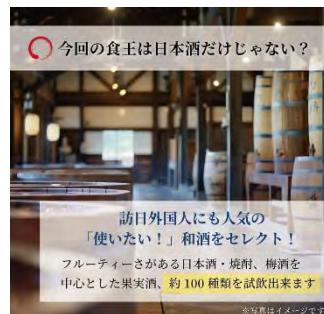 今回の食王は日本酒だけじゃない？
訪日外国人にも人気の
「使いたい！」和酒をセレクト！
フルーティーさがある日本酒・焼酎、梅酒を
中心とした果実酒、約100種類を試飲出来ます
※写真はイメージです